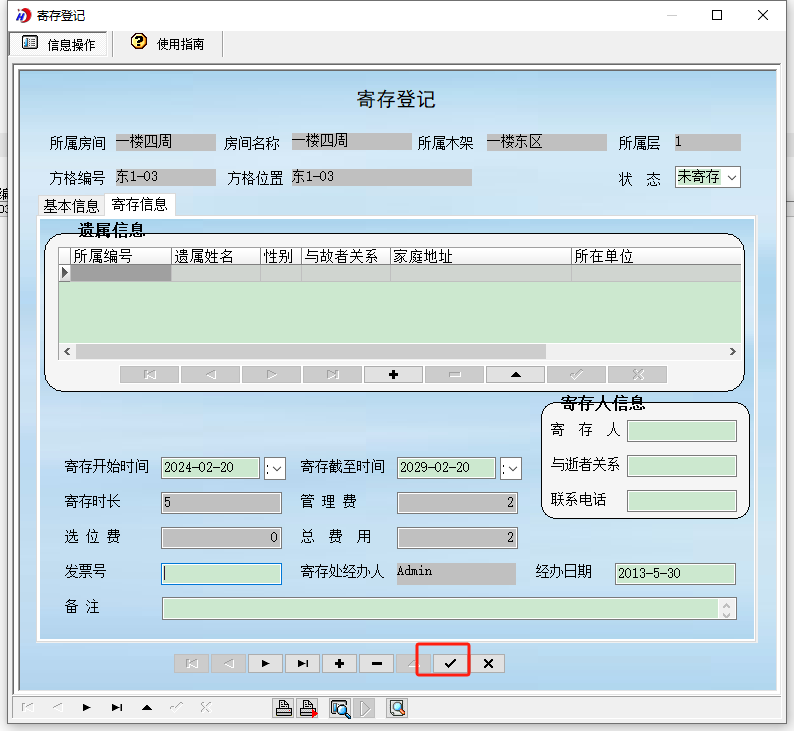 寄存登记
信息操作 使用指南
寄存登记
所属房间 一楼四周 房间名称 一楼四周 所属木架 一楼东区 所属层 1
方格编号 东1-03 方格位置 东1-03 状 态 未寄存
基本信息 寄存信息
遗属信息
所属编号 遗属姓名 性别 与故者关系 家庭地址 所在单位
寄存人信息
寄 存 人
与逝者关系
联系电话
寄存开始时间 2024-02-20 寄存截至时间 2029-02-20
寄存时长 5 管 理 费 2
选 位 费 0 总 费 用 2
发票号 寄存处经办人 Admin 经办日期 2013-5-30
备 注